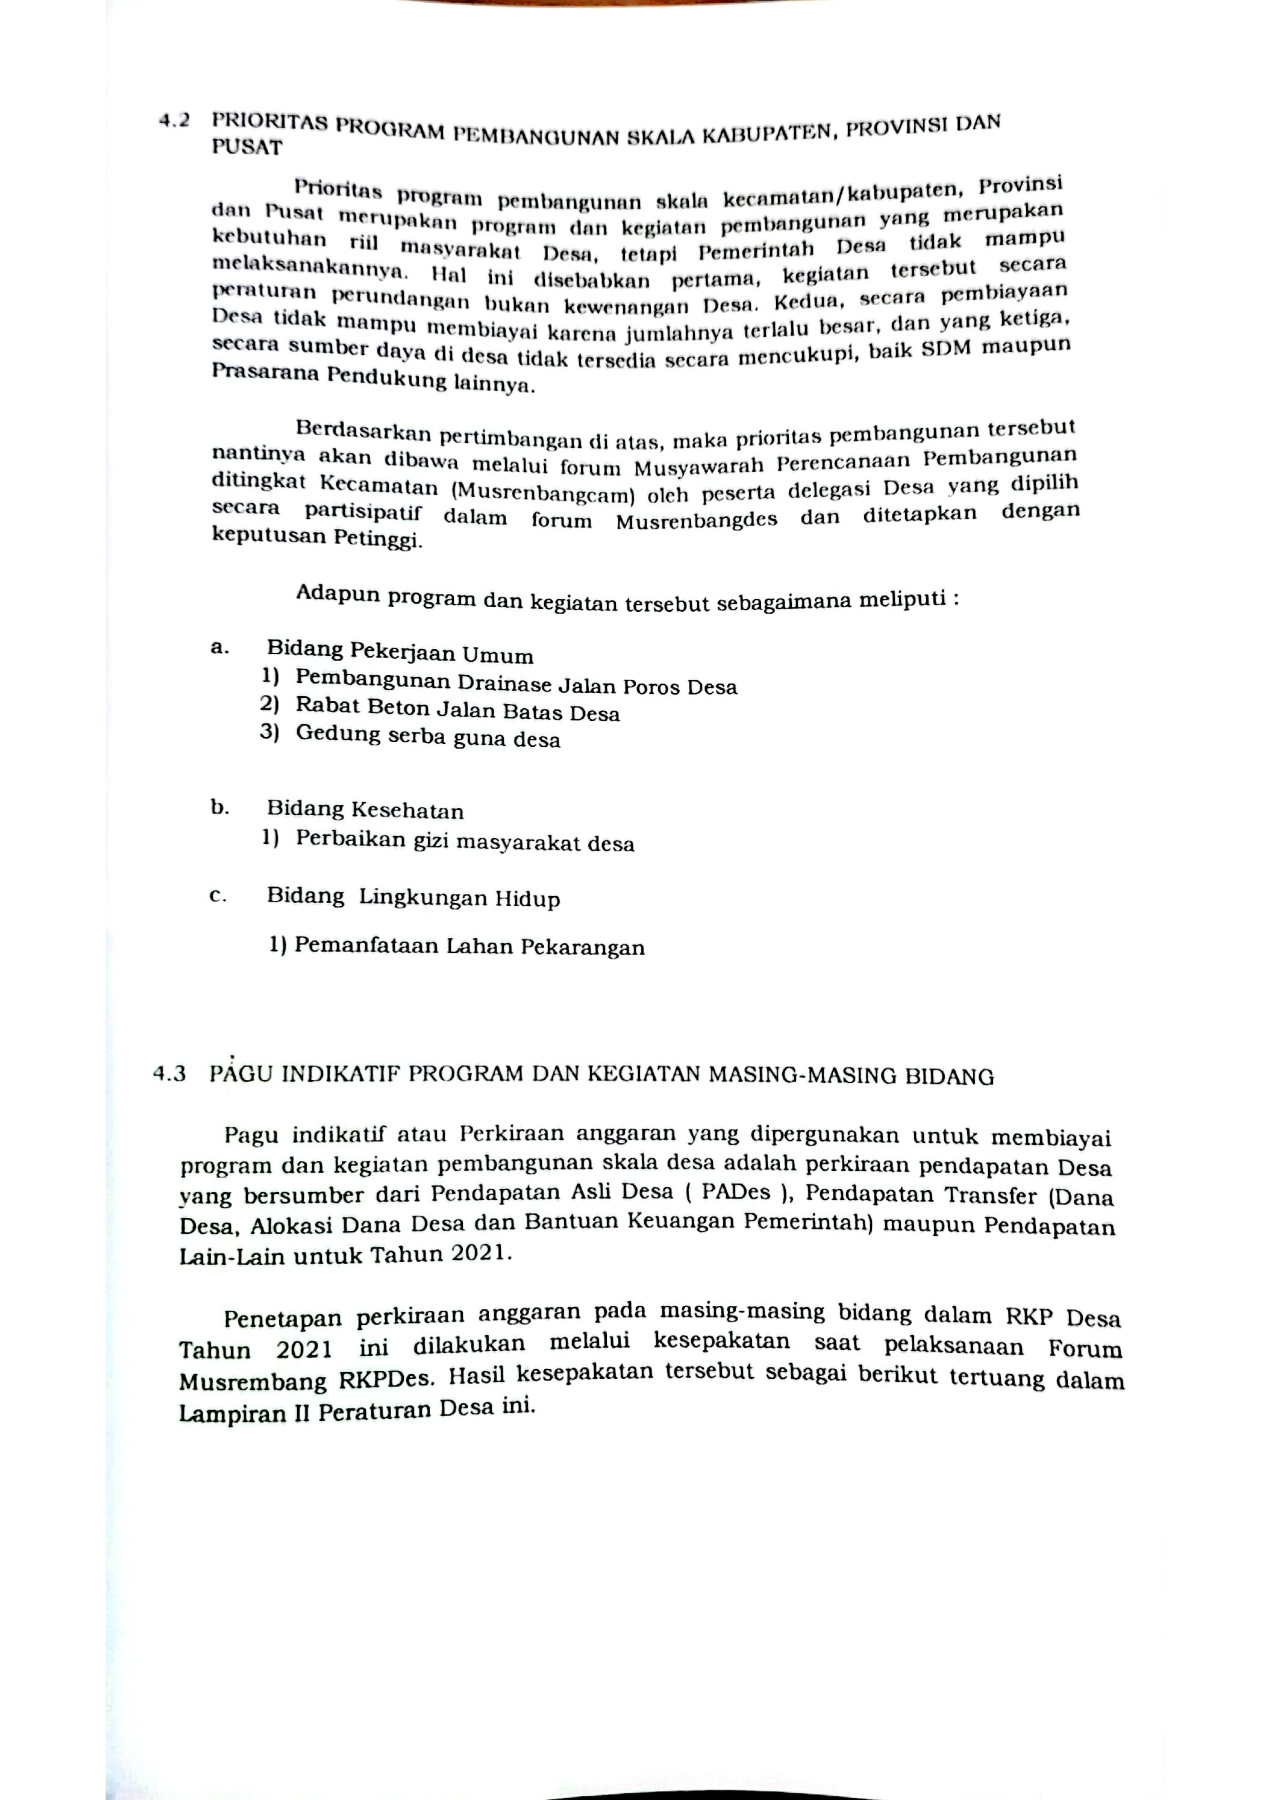 4.2 PRIORITAS PROGRAM PEMBANGUNAN SKALA KABUPATEN, PROVINSI DAN
PUSAT
Prioritas program pembangunan skala kecamatan/kabupaten, Provinsi
dan Pusat merupakan program dan kegiatan pembangunan yang merupakan
kebutuhan riil masyarakat Desa, tetapi Pemerintah Desa tidak mampu
melaksanakannya. Hal ini disebabkan pertama, kegiatan tersebut secara
peraturan perundangan bukan kewenangan Desa. Kedua, secara pembiayaan
Desa tidak mampu membiayai karena jumlahnya terlalu besar, dan yang ketiga,
secara sumber daya di desa tidak tersedia secara mencukupi, baik SDM maupun
Prasarana Pendukung lainnya.
Berdasarkan pertimbangan di atas, maka prioritas pembangunan tersebut
nantinya akan dibawa melalui forum Musyawarah Perencanaan Pembangunan
ditingkat Kecamatan (Musrenbangcam) oleh peserta delegasi Desa yang dipilih
secara partisipatif dalam forum Musrenbangdes dan ditetapkan dengan
keputusan Petinggi.
Adapun program dan kegiatan tersebut sebagaimana meliputi :
a. Bidang Pekerjaan Umum
1) Pembangunan Drainase Jalan Poros Desa
2) Rabat Beton Jalan Batas Desa
3) Gedung serba guna desa
b. Bidang Kesehatan
1) Perbaikan gizi masyarakat desa
c. Bidang Lingkungan Hidup
1) Pemanfataan Lahan Pekarangan
4.3 PAGU INDIKATIF PROGRAM DAN KEGIATAN MASING-MASING BIDANG
Pagu indikatif atau Perkiraan anggaran yang dipergunakan untuk membiayai
program dan kegiatan pembangunan skala desa adalah perkiraan pendapatan Desa
yang bersumber dari Pendapatan Asli Desa ( PADes ), Pendapatan Transfer (Dana
Desa, Alokasi Dana Desa dan Bantuan Keuangan Pemerintah) maupun Pendapatan
Lain-Lain untuk Tahun 2021.
Penetapan perkiraan anggaran pada masing-masing bidang dalam RKP Desa
Tahun 2021 ini dilakukan melalui kesepakatan saat pelaksanaan Forum
Musrembang RKPDes. Hasil kesepakatan tersebut sebagai berikut tertuang dalam
Lampiran II Peraturan Desa ini.